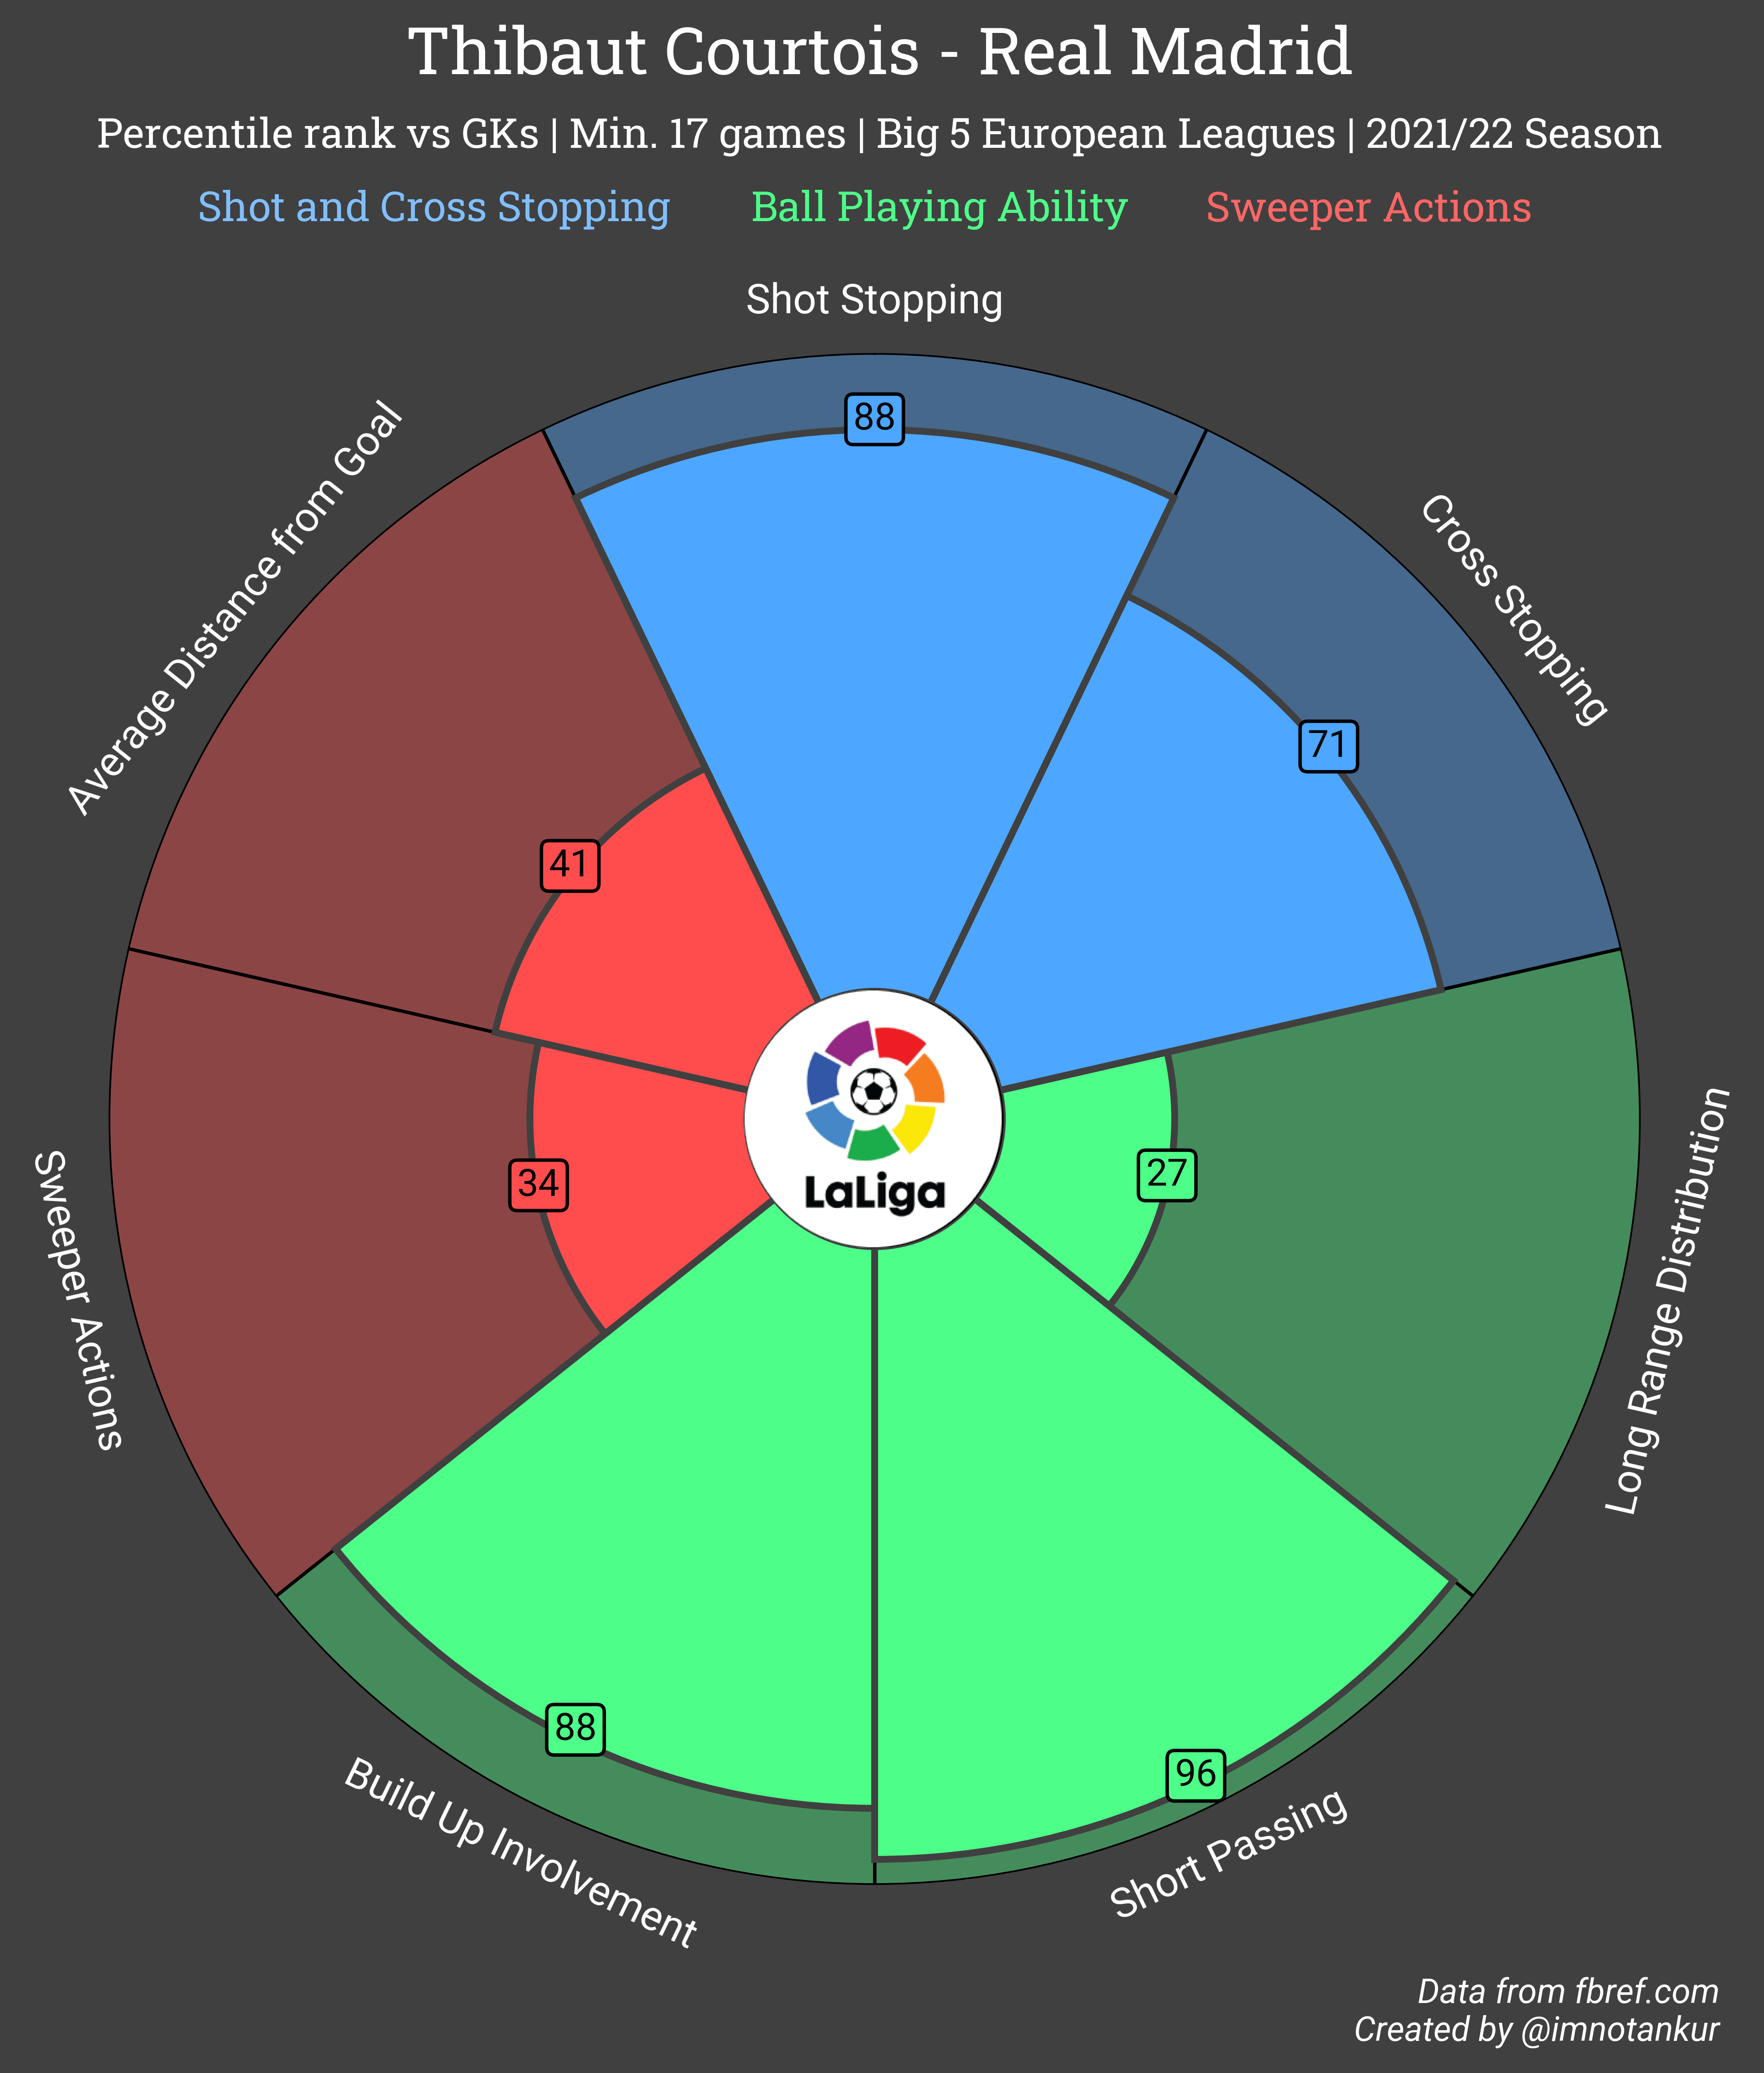 Thibaut Courtois - Real Madrid
Percentile rank vs GKs | Min. 17 games | Big 5 European Leagues | 2021/22 Season
Shot and Cross Stopping Ball Playing Ability Sweeper Actions
Shot Stopping
88
Cross Stopping
71
Average Distance from Goal
41
Long Range Distribution
27
Sweeper Actions
34
LaLiga
Build Up Involvement
88
Short Passing
96
Data from fbref.com
Created by @imnotankur